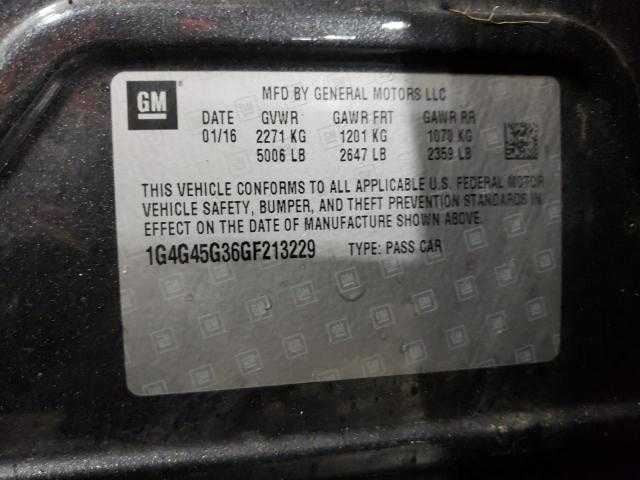 GM
MFD BY GENERAL MOTORS LLC
DATE GVWR GAWR FRT GAWR RR
01/16 2271 KG 1201 KG 1070 KG
5006 LB 2647 LB 2359 LB
THIS VEHICLE CONFORMS TO ALL APPLICABLE U.S. FEDERAL MOTOR
VEHICLE SAFETY, BUMPER, AND THEFT PREVENTION STANDARDS IN
EFFECT ON THE DATE OF MANUFACTURE SHOWN ABOVE.
1G4G45G36GF213229 TYPE: PASS CAR